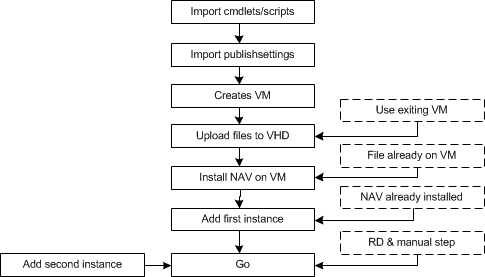 Import cmdlets/scripts
Import publishsettings
Creates VM
Use exiting VM
Upload files to VHD
File already on VM
Install NAV on VM
NAV already installed
Add first instance
RD & manual step
Add second instance
Go